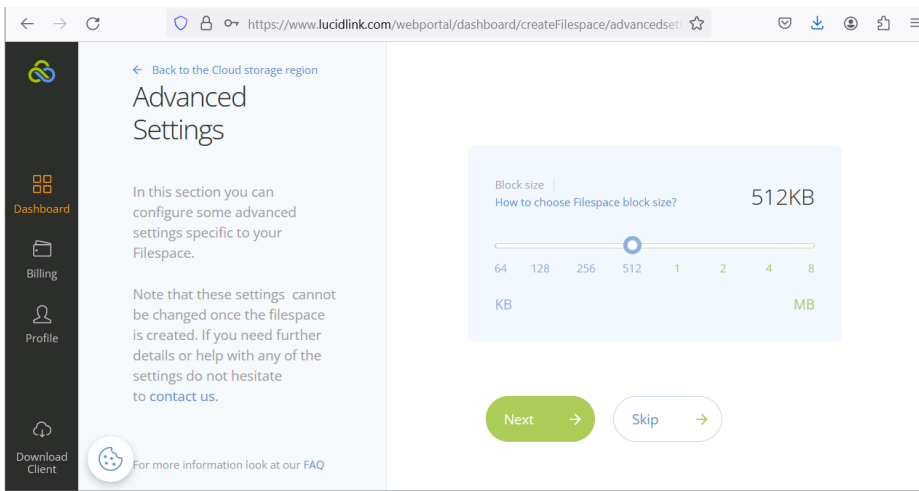 https://www.lucidlink.com/webportal/dashboard/createFilespace/advancedsett
Dashboard
Billing
Profile
Download
Client
Back to the Cloud storage region
Advanced
Settings
In this section you can
configure some advanced
settings specific to your
Filespace.
Note that these settings cannot
be changed once the filespace
is created. If you need further
details or help with any of the
settings do not hesitate
to contact us.
For more information look at our FAQ
Block size
How to choose Filespace block size?
512KB
64 128 256 512 1 2 4 8
KB MB
Next
Skip